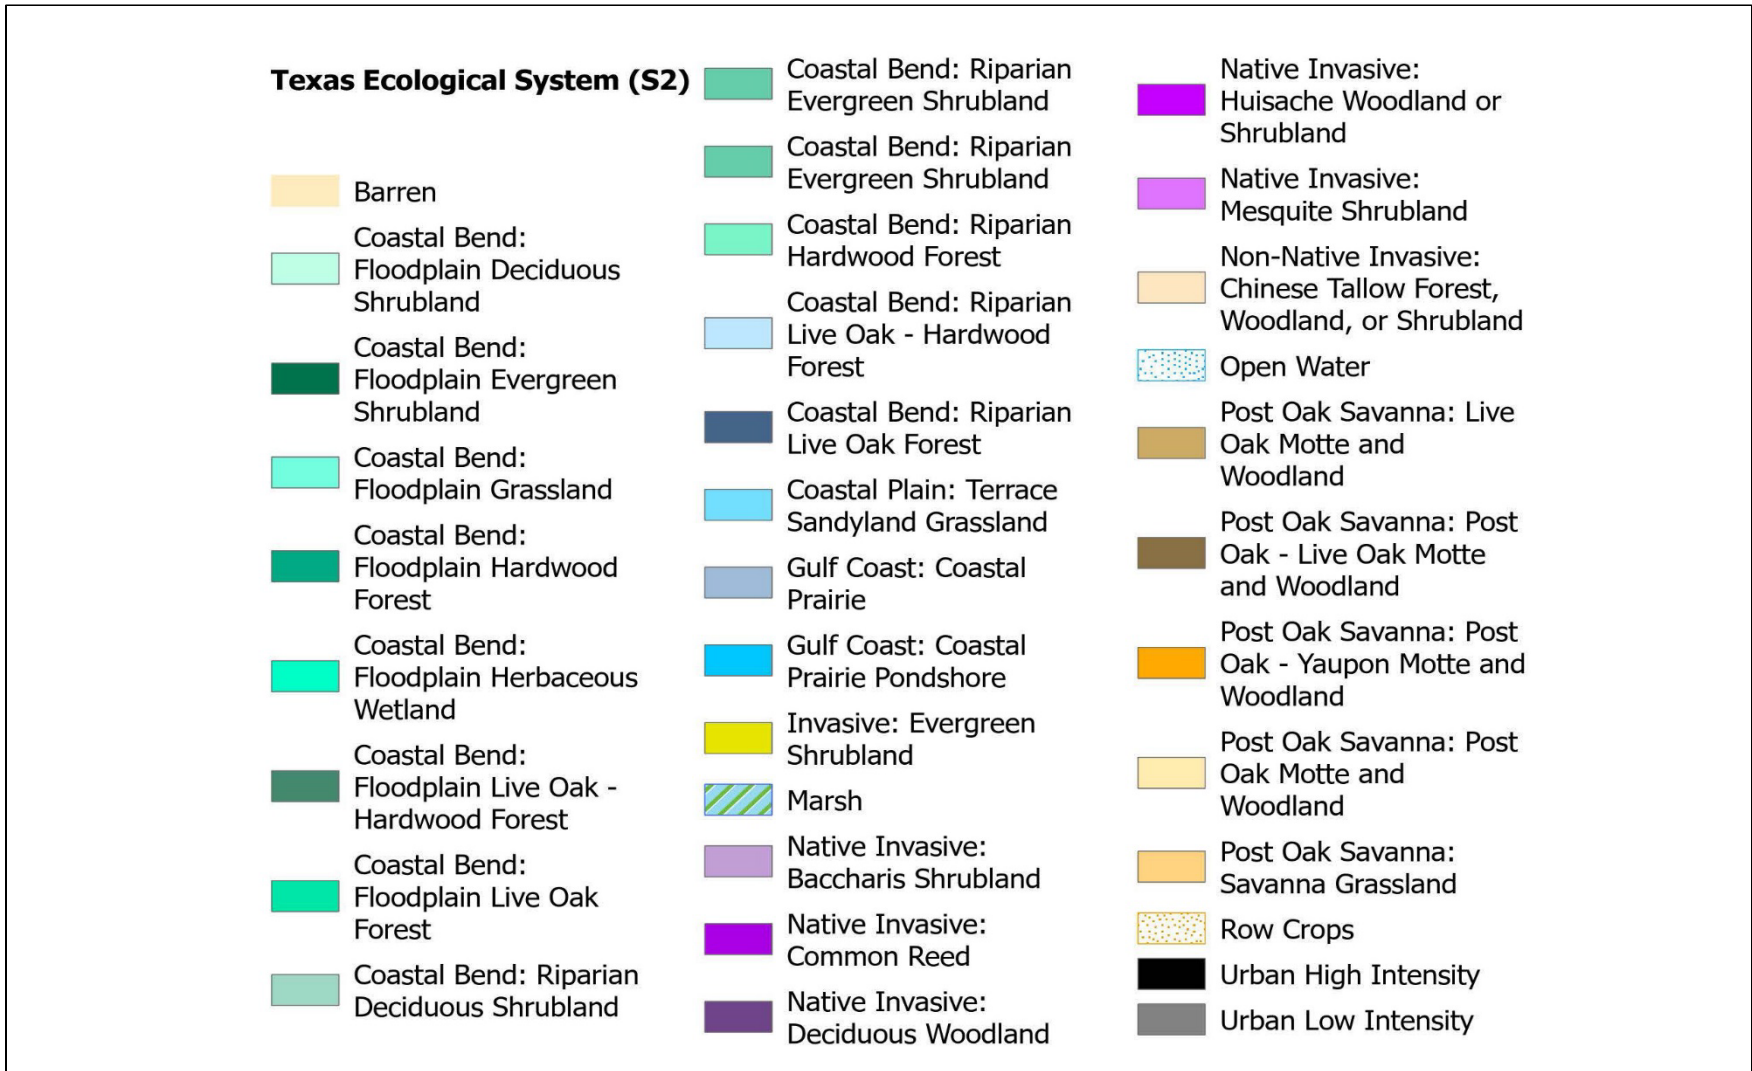 Texas Ecological System (S2)
Barren
Coastal Bend:
Floodplain Deciduous
Shrubland
Coastal Bend:
Floodplain Evergreen
Shrubland
Coastal Bend:
Floodplain Grassland
Coastal Bend:
Floodplain Hardwood
Forest
Coastal Bend:
Floodplain Herbaceous
Wetland
Coastal Bend:
Floodplain Live Oak -
Hardwood Forest
Coastal Bend:
Floodplain Live Oak
Forest
Coastal Bend: Riparian
Deciduous Shrubland
Coastal Bend: Riparian
Evergreen Shrubland
Coastal Bend: Riparian
Evergreen Shrubland
Coastal Bend: Riparian
Hardwood Forest
Coastal Bend: Riparian
Live Oak - Hardwood
Forest
Coastal Bend: Riparian
Live Oak Forest
Coastal Plain: Terrace
Sandyland Grassland
Gulf Coast: Coastal
Prairie
Gulf Coast: Coastal
Prairie Pondshore
Invasive: Evergreen
Shrubland
Marsh
Native Invasive:
Baccharis Shrubland
Native Invasive:
Common Reed
Native Invasive:
Deciduous Woodland
Native Invasive:
Huisache Woodland or
Shrubland
Native Invasive:
Mesquite Shrubland
Non-Native Invasive:
Chinese Tallow Forest,
Woodland, or Shrubland
Open Water
Post Oak Savanna: Live
Oak Motte and
Woodland
Post Oak Savanna: Post
Oak - Live Oak Motte
and Woodland
Post Oak Savanna: Post
Oak - Yaupon Motte and
Woodland
Post Oak Savanna: Post
Oak Motte and
Woodland
Post Oak Savanna:
Savanna Grassland
Row Crops
Urban High Intensity
Urban Low Intensity